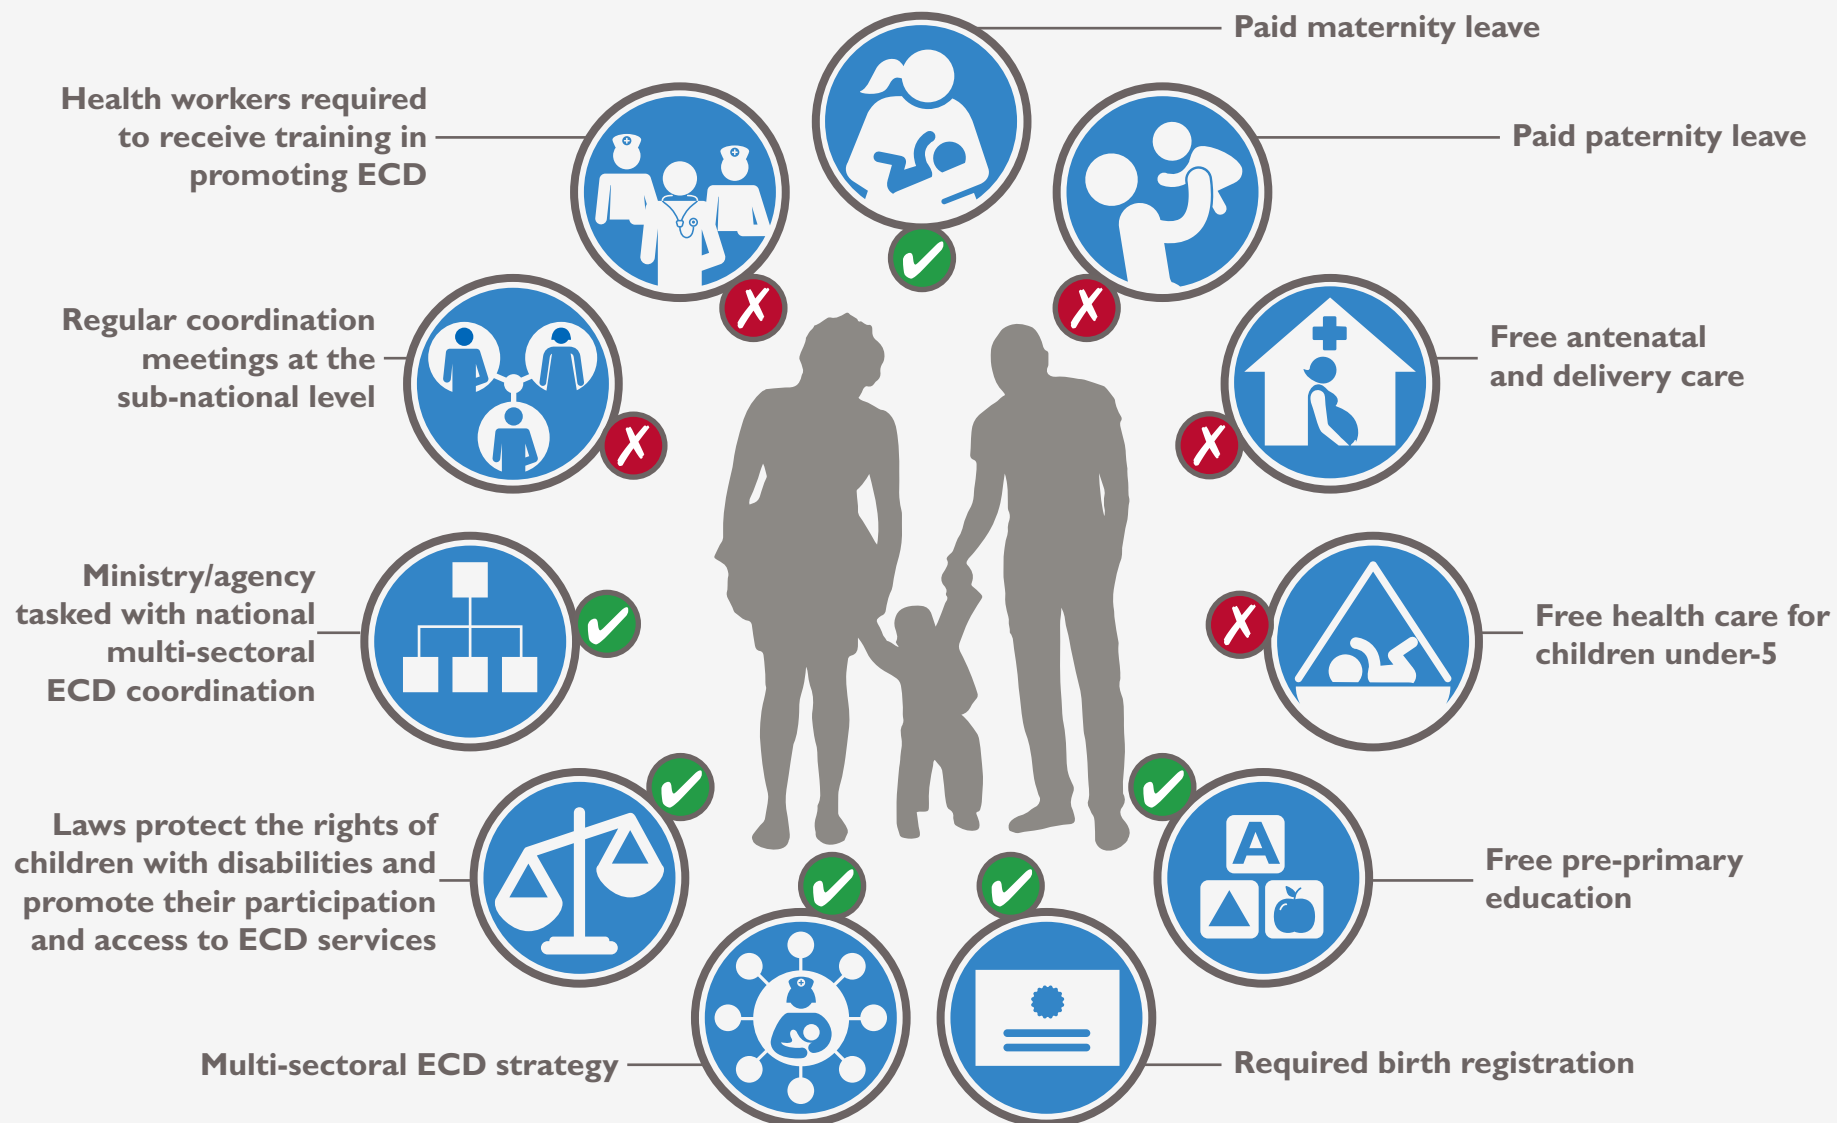 Paid maternity leave
Health workers required
to receive training in
promoting ECD
Paid paternity leave
Regular coordination
meetings at the
sub-national level
Free antenatal
and delivery care
Ministry/agency
tasked with national
multi-sectoral
ECD coordination
Free health care for
children under-5
Laws protect the rights of
children with disabilities and
promote their participation
and access to ECD services
A
Free pre-primary
education
Multi-sectoral ECD strategy
Required birth registration